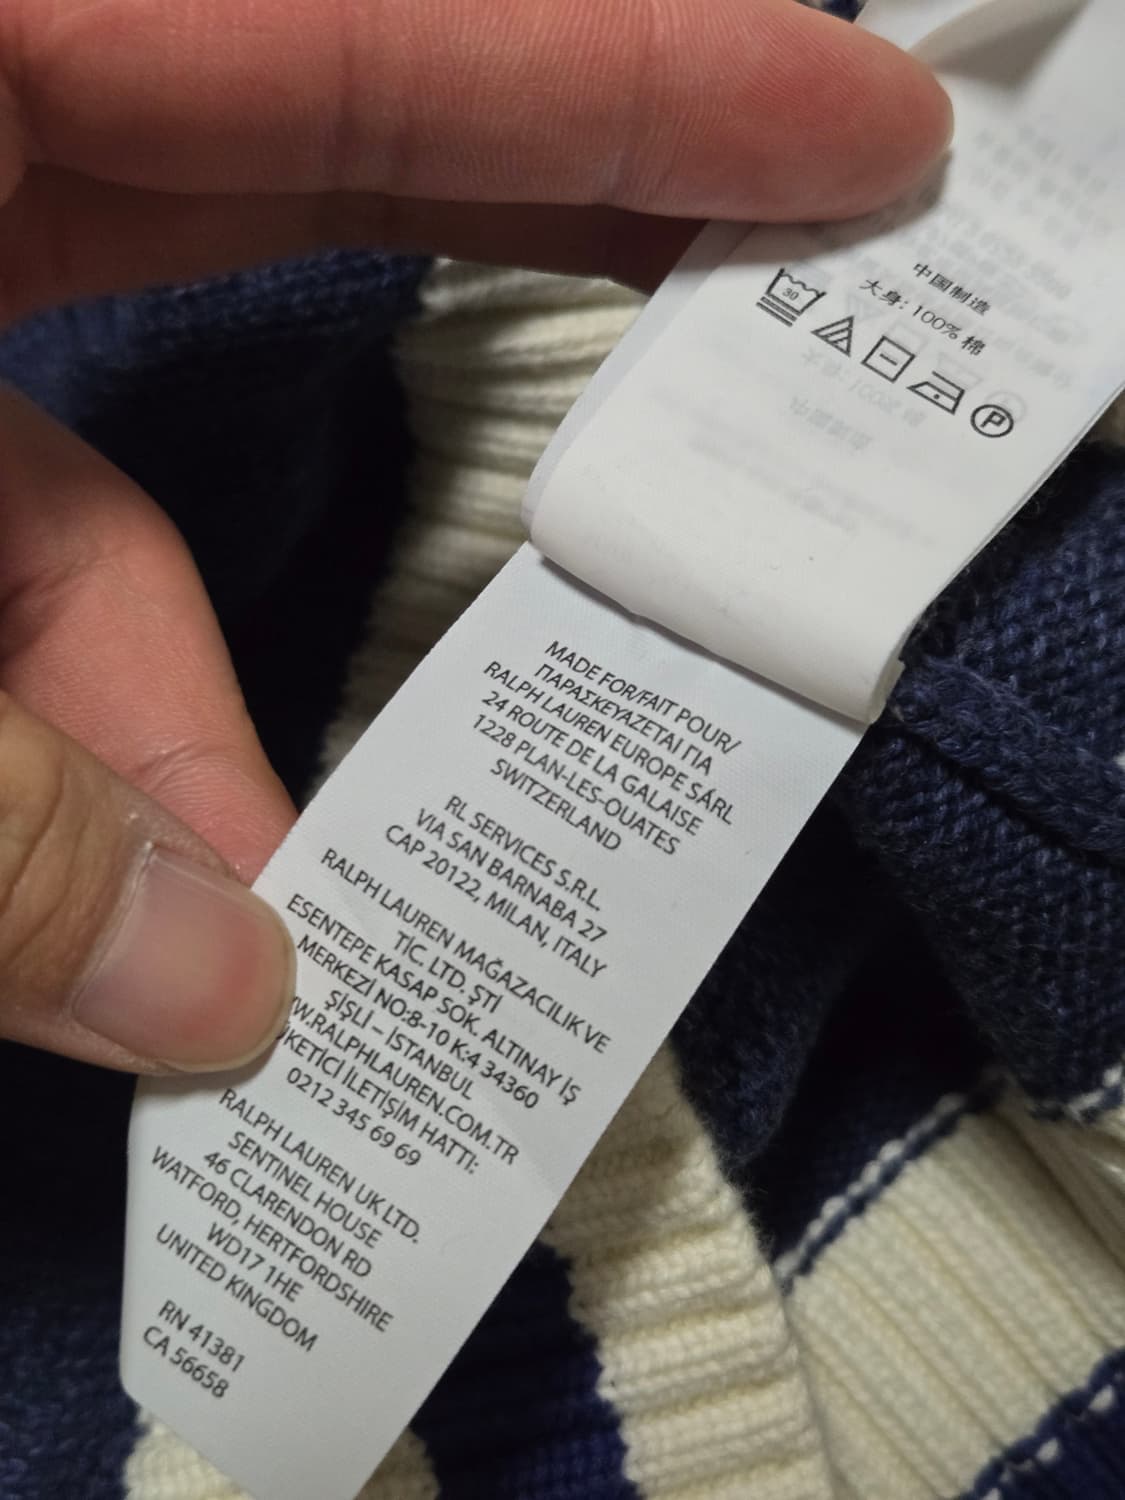 中国制造
大身: 100% 棉
30
P
MADE FOR/FAIT POUR/
ΠΑΡΑΣΚΕΥΑΖΕΤΑΙ ΓΙΑ
RALPH LAUREN EUROPE SÁRL
24 ROUTE DE LA GALAISE
1228 PLAN-LES-OUATES
SWITZERLAND
RL SERVICES S.R.L.
VIA SAN BARNABA 27
CAP 20122, MILAN, ITALY
RALPH LAUREN MAĞAZACILIK VE
TİC. LTD. ŞTİ
ESENTEPE KASAP SOK. ALTINAY İŞ
MERKEZİ NO:8-10 K:4 34360
ŞİŞLİ – İSTANBUL
W.RALPHLAUREN.COM.TR
KETİCİ İLETİŞİM HATTI:
0212 345 69 69
RALPH LAUREN UK LTD.
SENTINEL HOUSE
46 CLARENDON RD
WATFORD, HERTFORDSHIRE
WD17 1HE
UNITED KINGDOM
RN 41381
CA 56658